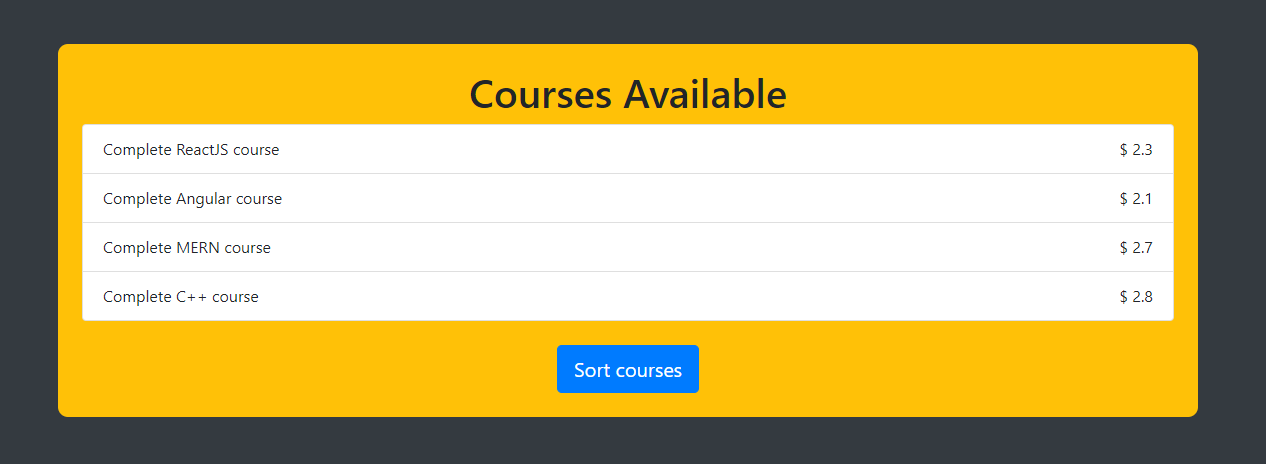 Courses Available
Complete ReactJS course $ 2.3
Complete Angular course $ 2.1
Complete MERN course $ 2.7
Complete C++ course $ 2.8
Sort courses